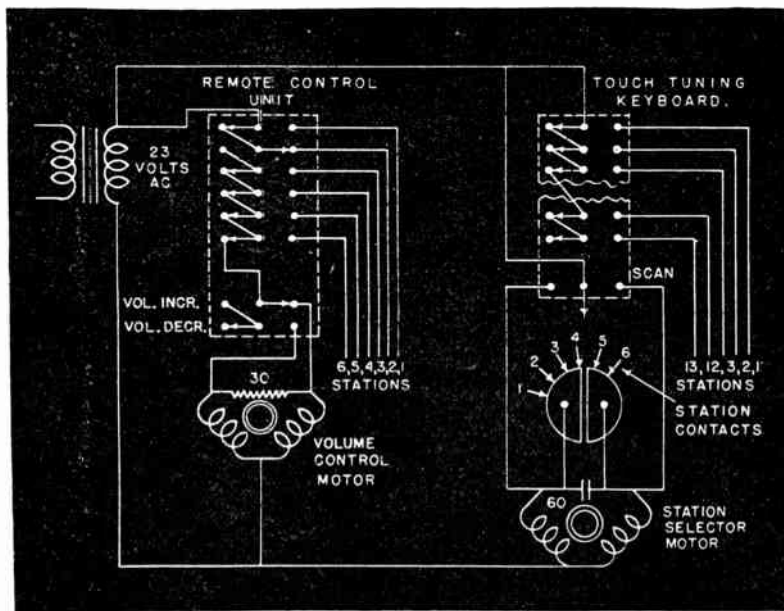 REMOTE CONTROL
UNIT
TOUCH TUNING
KEYBOARD.
23
VOLTS
AC
SCAN
VOL. INCR.
VOL. DECR.
6,5,4,3,2,1
STATIONS
13,12,3,2,1
STATIONS
1
2
3
4
5
6
STATION
CONTACTS
30
VOLUME
CONTROL
MOTOR
60
STATION
SELECTOR
MOTOR